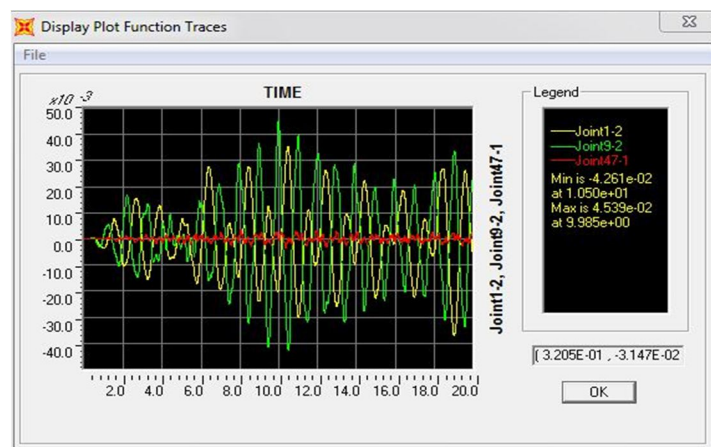 Display Plot Function Traces
File
x10 -3
TIME
50.0
40.0
30.0
20.0
10.0
0.0
-10.0
-20.0
-30.0
-40.0
2.0 4.0 6.0 8.0 10.0 12.0 14.0 16.0 18.0 20.0
Joint1-2, Joint9-2, Joint47-1
Legend
Joint1-2
Joint9-2
Joint47-1
Min is -4.261e-02
at 1.050e+01
Max is 4.539e-02
at 9.985e+00
( 3.205E-01 , -3.147E-02
OK